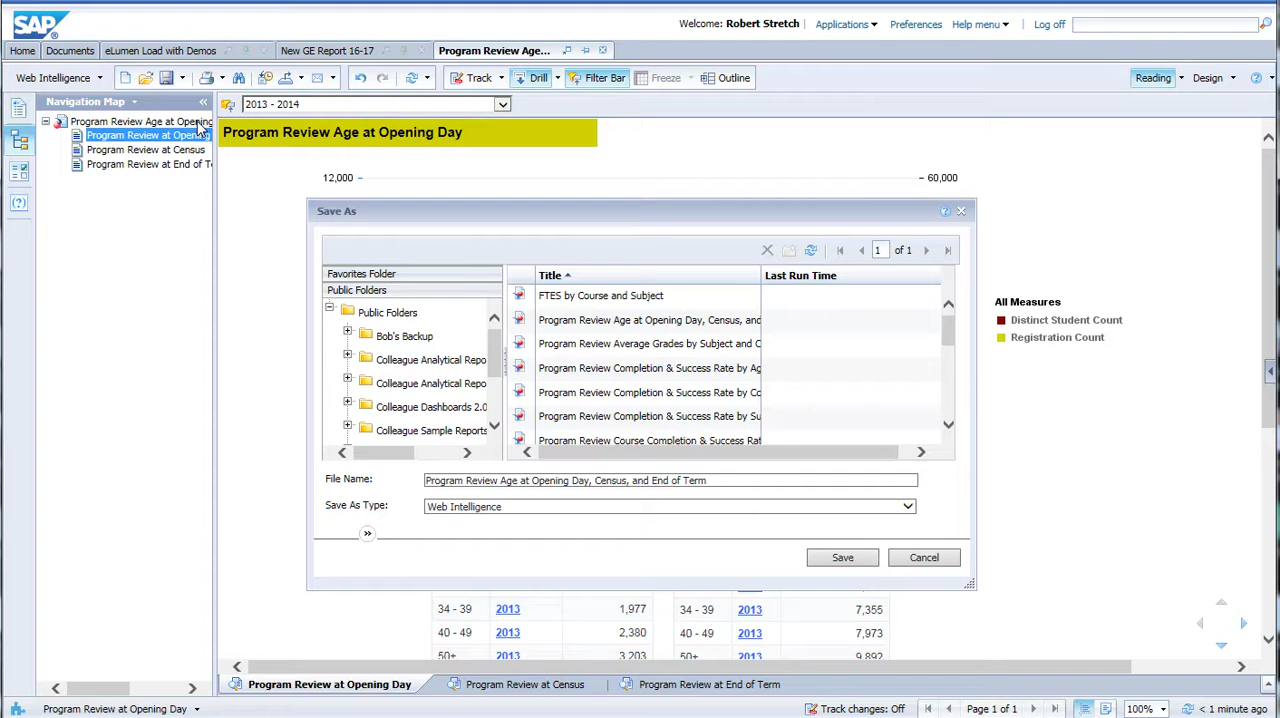 SAP
Welcome: Robert Stretch Applications Preferences Help menu Log off
Home Documents eLumen Load with Demos New GE Report 16-17 Program Review Age...
Web Intelligence Track Drill Filter Bar Freeze Outline Reading Design
Navigation Map
2013 - 2014
Program Review Age at Opening
Program Review at Opening
Program Review at Census
Program Review at End of T
Program Review Age at Opening Day
12,000 60,000
Save As
1 of 1
Favorites Folder
Public Folders
Public Folders
Bob's Backup
Colleague Analytical Repo
Colleague Analytical Repo
Colleague Dashboards 2.0
Colleague Sample Reports
Title Last Run Time
FTES by Course and Subject
Program Review Age at Opening Day, Census, and
Program Review Average Grades by Subject and C
Program Review Completion & Success Rate by Ag
Program Review Completion & Success Rate by Co
Program Review Completion & Success Rate by Su
Program Review Course Completion & Success Rat
File Name: Program Review Age at Opening Day, Census, and End of Term
Save As Type: Web Intelligence
Save Cancel
All Measures
Distinct Student Count
Registration Count
34 - 39 2013 1,977 34 - 39 2013 7,355
40 - 49 2013 2,380 40 - 49 2013 7,973
50+ 2013 3,203 50+ 2013 9,892
Program Review at Opening Day Program Review at Census Program Review at End of Term
Program Review at Opening Day Track changes: Off Page 1 of 1 100% < 1 minute ago